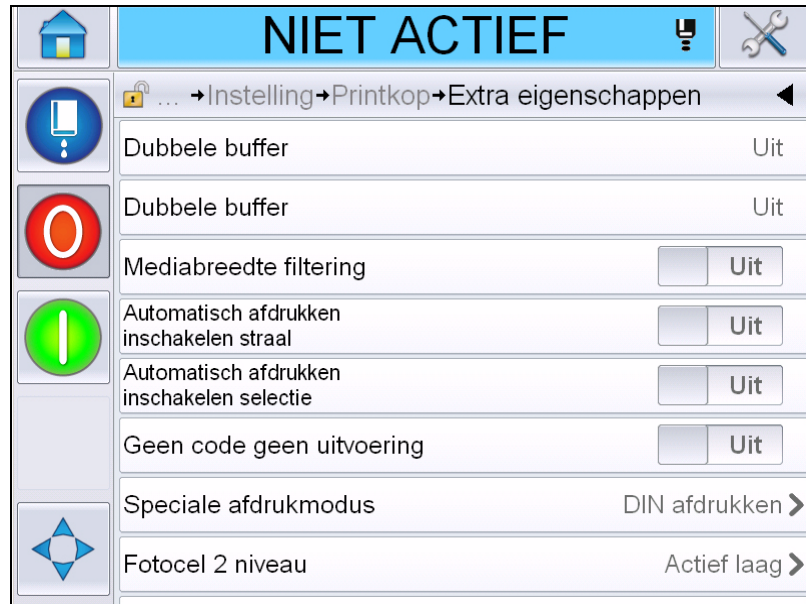 NIET ACTIEF
... →Instelling→Printkop→Extra eigenschappen
Dubbele buffer Uit
Dubbele buffer Uit
Mediabreedte filtering Uit
Automatisch afdrukken
inschakelen straal Uit
Automatisch afdrukken
inschakelen selectie Uit
Geen code geen uitvoering Uit
Speciale afdrukmodus DIN afdrukken
Fotocel 2 niveau Actief laag